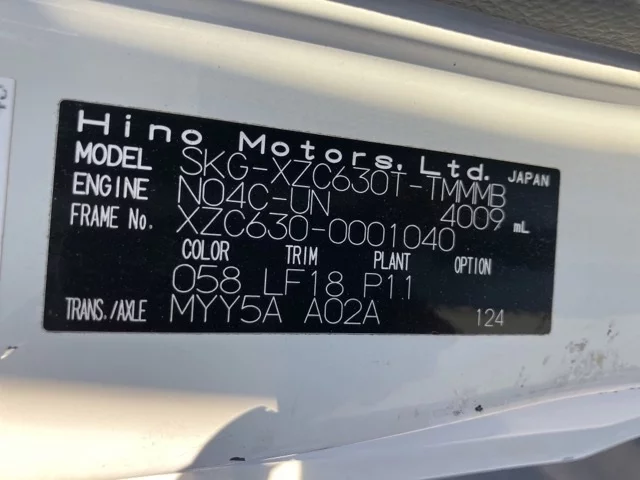 Hino Motors, Ltd. JAPAN
MODEL SKG-XZC630T-TMMMB
ENGINE N04C-UN 4009 mL
FRAME No. XZC630-0001040
COLOR TRIM PLANT OPTION
058 LF18 P11
TRANS./AXLE MYY5A A02A 124